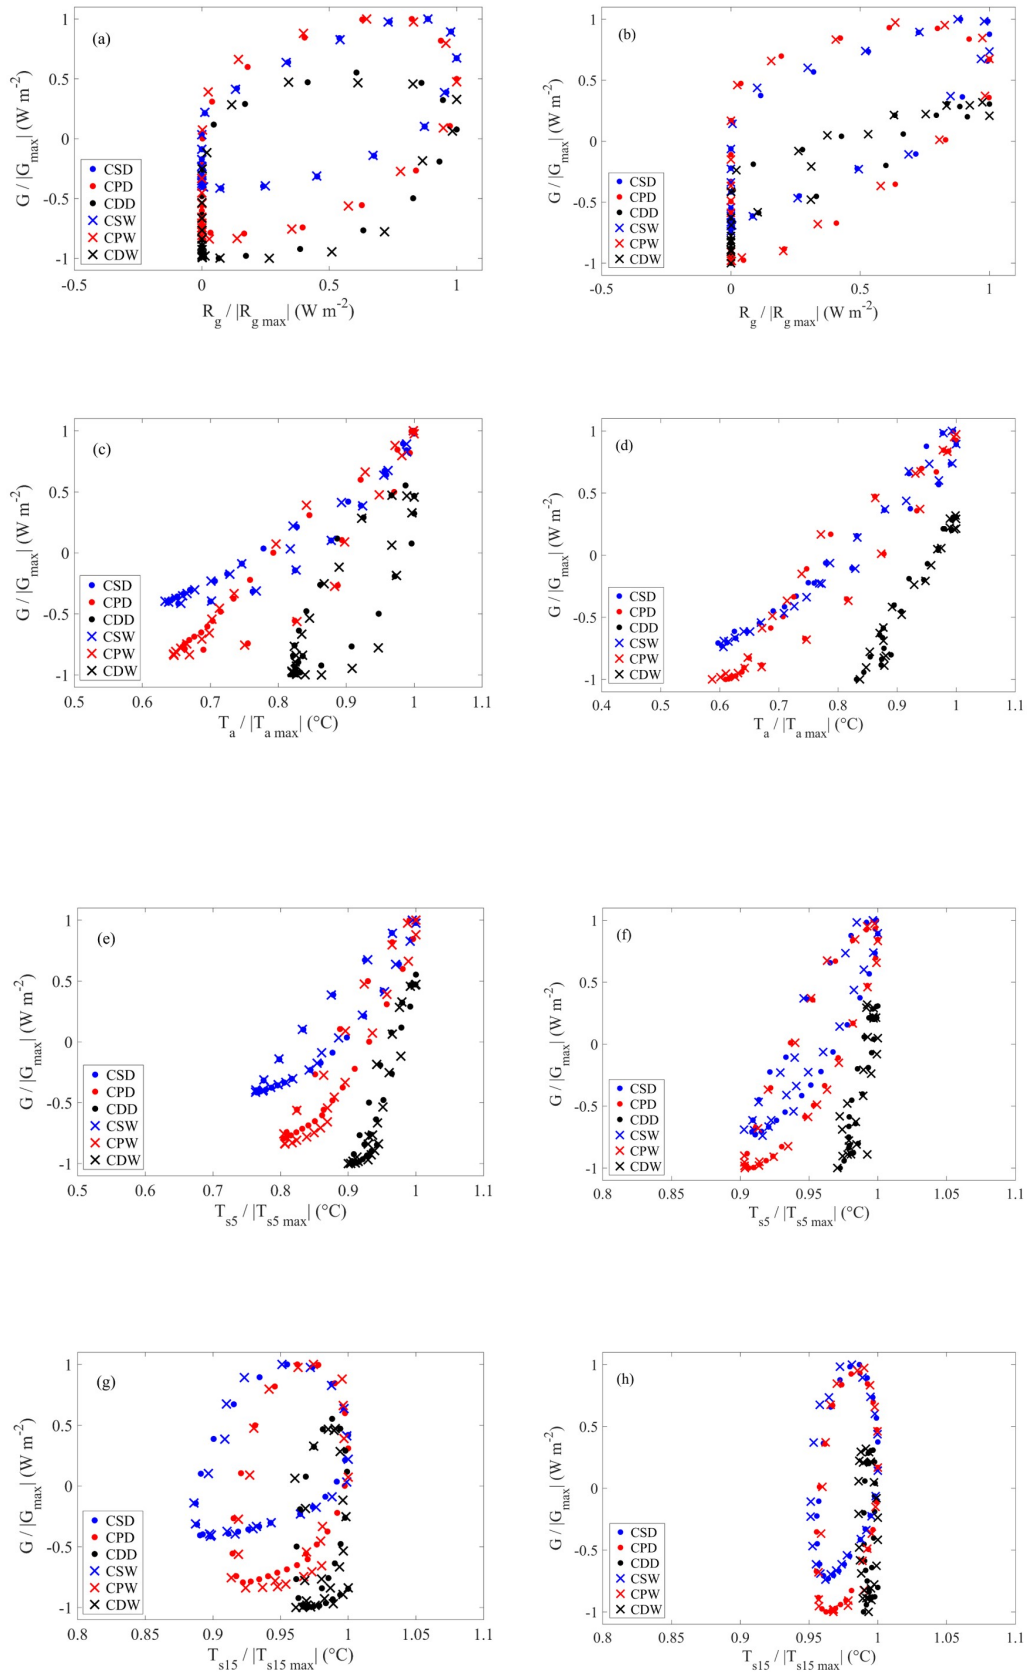 (a)
G / |G_max| (W m^-2)
1
0.5
0
-0.5
-1
CSD
CPD
CDD
CSW
CPW
CDW
-0.5 0 0.5 1
R_g / |R_g max| (W m^-2)
(b)
G / |G_max| (W m^-2)
1
0.5
0
-0.5
-1
CSD
CPD
CDD
CSW
CPW
CDW
-0.5 0 0.5 1
R_g / |R_g max| (W m^-2)
(c)
G / |G_max| (W m^-2)
1
0.5
0
-0.5
-1
CSD
CPD
CDD
CSW
CPW
CDW
0.5 0.6 0.7 0.8 0.9 1 1.1
T_a / |T_a max| (°C)
(d)
G / |G_max| (W m^-2)
1
0.5
0
-0.5
-1
CSD
CPD
CDD
CSW
CPW
CDW
0.4 0.5 0.6 0.7 0.8 0.9 1 1.1
T_a / |T_a max| (°C)
(e)
G / |G_max| (W m^-2)
1
0.5
0
-0.5
-1
CSD
CPD
CDD
CSW
CPW
CDW
0.5 0.6 0.7 0.8 0.9 1 1.1
T_s5 / |T_s5 max| (°C)
(f)
G / |G_max| (W m^-2)
1
0.5
0
-0.5
-1
CSD
CPD
CDD
CSW
CPW
CDW
0.8 0.85 0.9 0.95 1 1.05 1.1
T_s5 / |T_s5 max| (°C)
(g)
G / |G_max| (W m^-2)
1
0.5
0
-0.5
-1
CSD
CPD
CDD
CSW
CPW
CDW
0.8 0.85 0.9 0.95 1 1.05 1.1
T_s15 / |T_s15 max| (°C)
(h)
G / |G_max| (W m^-2)
1
0.5
0
-0.5
-1
CSD
CPD
CDD
CSW
CPW
CDW
0.8 0.85 0.9 0.95 1 1.05 1.1
T_s15 / |T_s15 max| (°C)